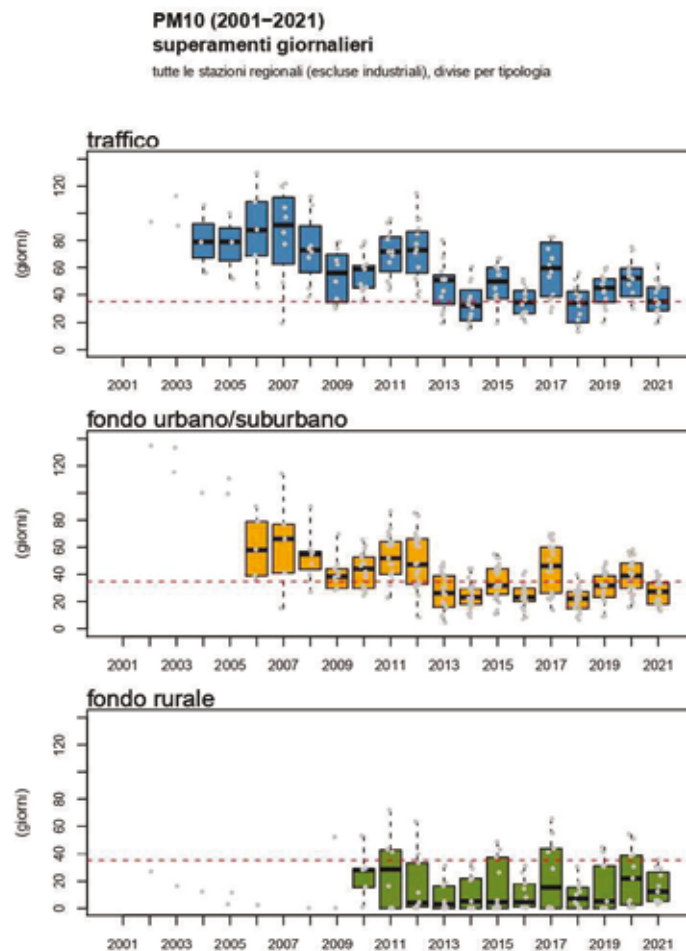 PM10 (2001−2021)
superamenti giornalieri
tutte le stazioni regionali (escluse industriali), divise per tipologia
traffico
(giorni)
0 20 40 60 80 120
2001 2003 2005 2007 2009 2011 2013 2015 2017 2019 2021
fondo urbano/suburbano
(giorni)
0 20 40 60 80 120
2001 2003 2005 2007 2009 2011 2013 2015 2017 2019 2021
fondo rurale
(giorni)
0 20 40 60 80 120
2001 2003 2005 2007 2009 2011 2013 2015 2017 2019 2021